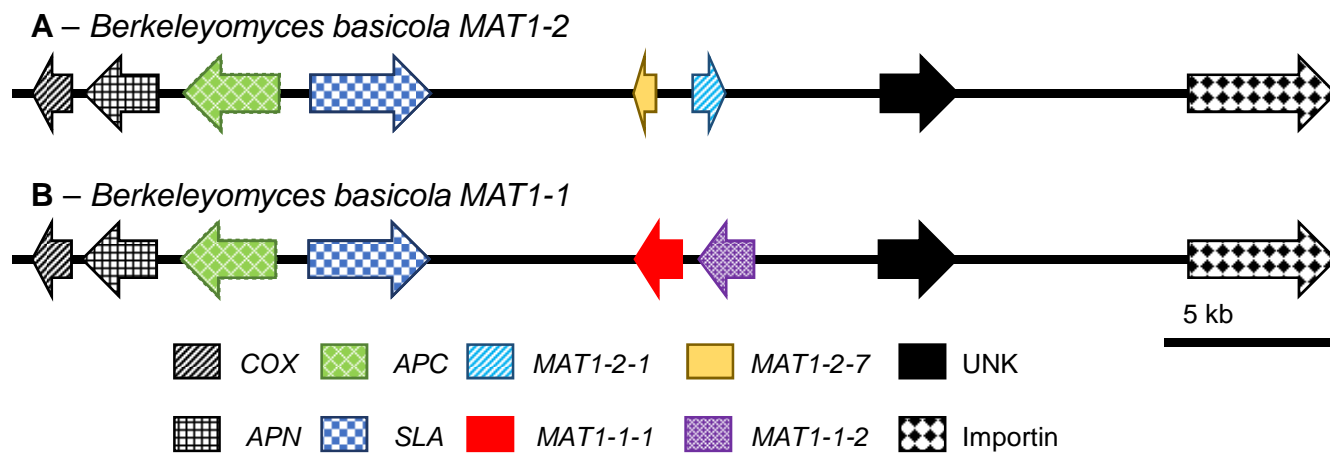 A – Berkeleyomyces basicola MAT1-2
B – Berkeleyomyces basicola MAT1-1
5 kb
COX APC MAT1-2-1 MAT1-2-7 UNK
APN SLA MAT1-1-1 MAT1-1-2 Importin